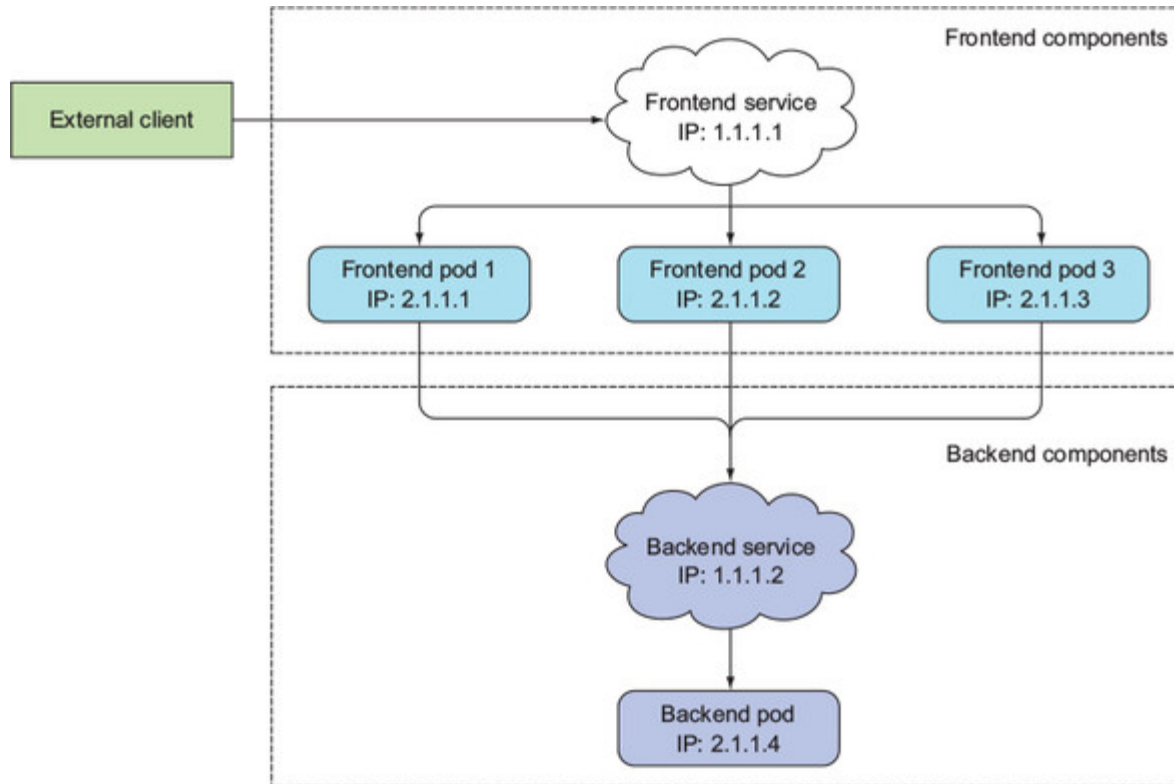 Frontend components
External client
Frontend service
IP: 1.1.1.1
Frontend pod 1
IP: 2.1.1.1
Frontend pod 2
IP: 2.1.1.2
Frontend pod 3
IP: 2.1.1.3
Backend components
Backend service
IP: 1.1.1.2
Backend pod
IP: 2.1.1.4